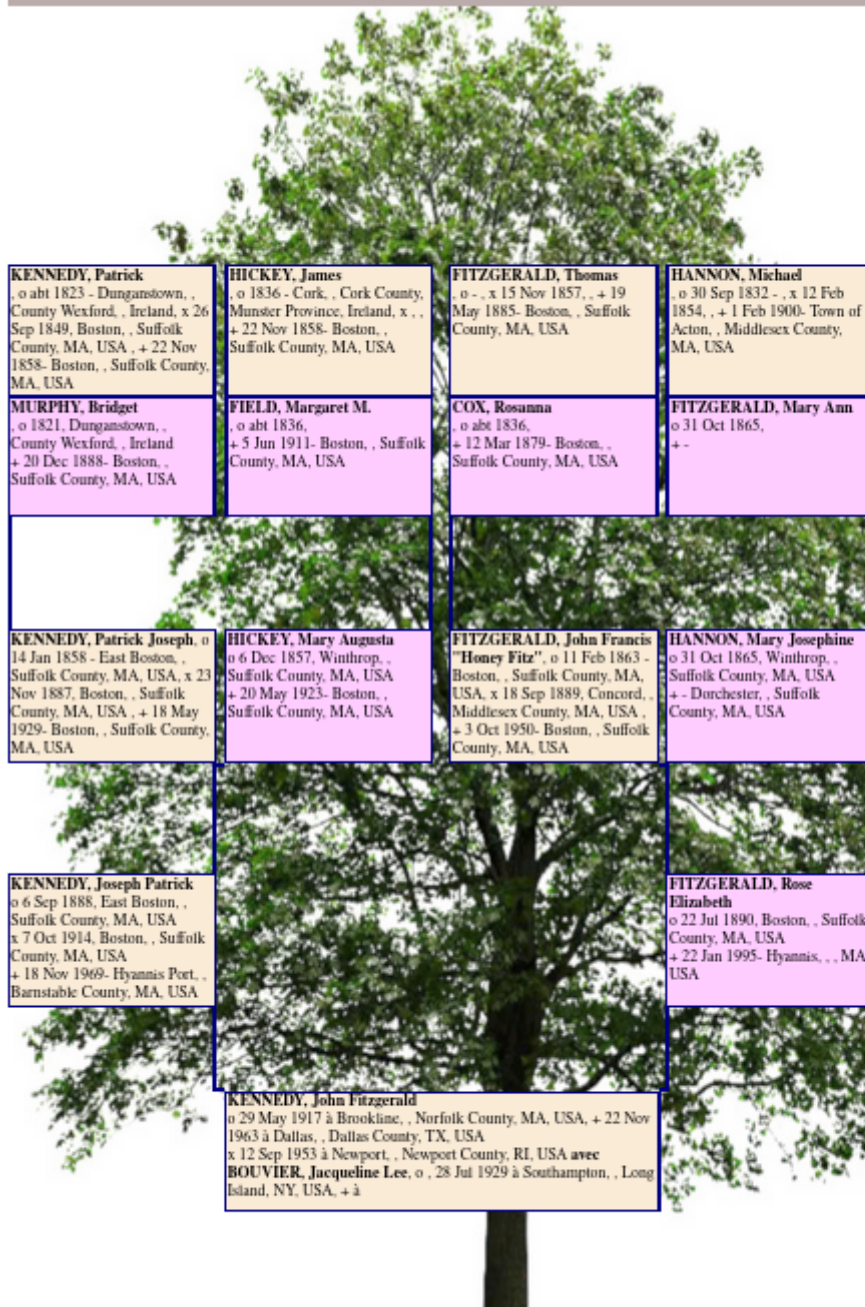 KENNEDY, Patrick
, o abt 1823 - Dunganstown, ,
County Wexford, , Ireland, x 26
Sep 1849, Boston, , Suffolk
County, MA, USA , + 22 Nov
1858- Boston, , Suffolk County,
MA, USA
HICKEY, James
, o 1836 - Cork, , Cork County,
Munster Province, Ireland, x , ,
+ 22 Nov 1858- Boston, ,
Suffolk County, MA, USA
FITZGERALD, Thomas
, o - , x 15 Nov 1857, , + 19
May 1885- Boston, , Suffolk
County, MA, USA
HANNON, Michael
, o 30 Sep 1832 - , x 12 Feb
1854, , + 1 Feb 1900- Town of
Acton, , Middlesex County,
MA, USA
MURPHY, Bridget
, o 1821, Dunganstown, ,
County Wexford, , Ireland
+ 20 Dec 1888- Boston, ,
Suffolk County, MA, USA
FIELD, Margaret M.
, o abt 1836,
+ 5 Jun 1911- Boston, , Suffolk
County, MA, USA
COX, Rosanna
, o abt 1836,
+ 12 Mar 1879- Boston, ,
Suffolk County, MA, USA
FITZGERALD, Mary Ann
o 31 Oct 1865,
+ -
KENNEDY, Patrick Joseph, o
14 Jan 1858 - East Boston, ,
Suffolk County, MA, USA, x 23
Nov 1887, Boston, , Suffolk
County, MA, USA , + 18 May
1929- Boston, , Suffolk County,
MA, USA
HICKEY, Mary Augusta
o 6 Dec 1857, Winthrop, ,
Suffolk County, MA, USA
+ 20 May 1923- Boston, ,
Suffolk County, MA, USA
FITZGERALD, John Francis
"Honey Fitz", o 11 Feb 1863 -
Boston, , Suffolk County, MA,
USA, x 18 Sep 1889, Concord, ,
Middlesex County, MA, USA ,
+ 3 Oct 1950- Boston, , Suffolk
County, MA, USA
HANNON, Mary Josephine
o 31 Oct 1865, Winthrop, ,
Suffolk County, MA, USA
+ - Dorchester, , Suffolk
County, MA, USA
KENNEDY, Joseph Patrick
o 6 Sep 1888, East Boston, ,
Suffolk County, MA, USA
x 7 Oct 1914, Boston, , Suffolk
County, MA, USA
+ 18 Nov 1969- Hyannis Port, ,
Barnstable County, MA, USA
FITZGERALD, Rose
Elizabeth
o 22 Jul 1890, Boston, , Suffolk
County, MA, USA
+ 22 Jan 1995- Hyannis, , , MA,
USA
KENNEDY, John Fitzgerald
o 29 May 1917 à Brookline, , Norfolk County, MA, USA, + 22 Nov
1963 à Dallas, , Dallas County, TX, USA
x 12 Sep 1953 à Newport, , Newport County, RI, USA avec
BOUVIER, Jacqueline Lee, o , 28 Jul 1929 à Southampton, , Long
Island, NY, USA, + à